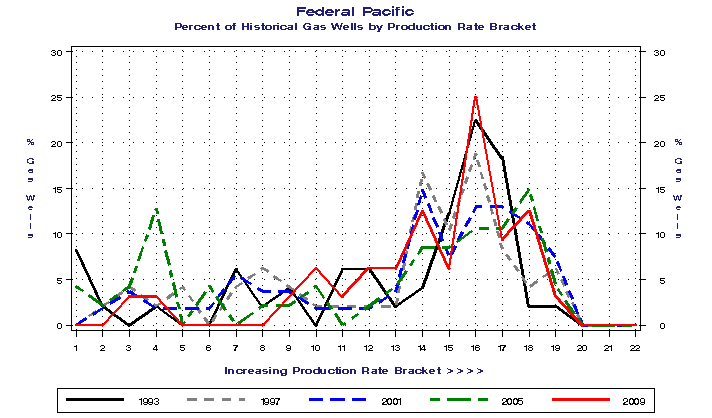 Federal Pacific
Percent of Historical Gas Wells by Production Rate Bracket
30 30
25 25
20 20
15 15
10 10
5 5
0 0
% Gas Wells
% Gas Wells
1 2 3 4 5 6 7 8 9 10 11 12 13 14 15 16 17 18 19 20 21 22
Increasing Production Rate Bracket > > > >
1993 1997 2001 2005 2009